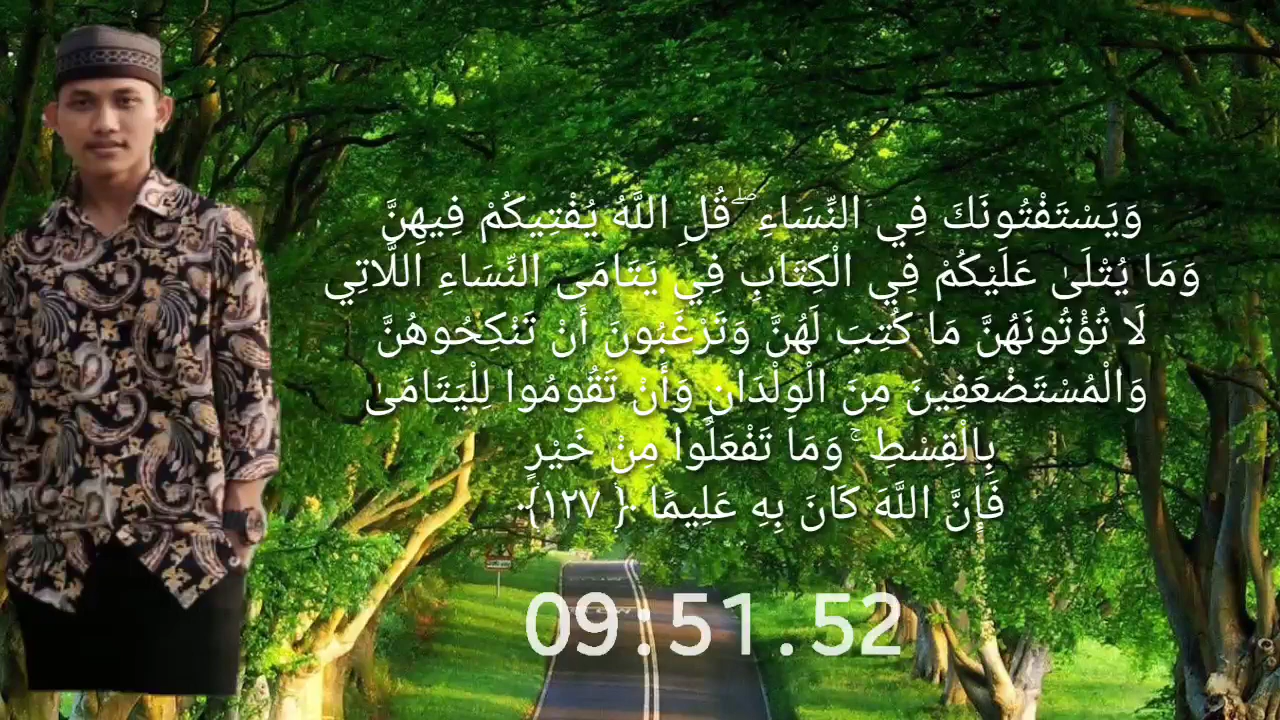 وَيَسْتَفْتُونَكَ فِي النِّسَاءِ ۖ قُلِ اللَّهُ يُفْتِيكُمْ فِيهِنَّ
وَمَا يُتْلَىٰ عَلَيْكُمْ فِي الْكِتَابِ فِي يَتَامَى النِّسَاءِ اللَّاتِي
لَا تُؤْتُونَهُنَّ مَا كُتِبَ لَهُنَّ وَتَرْغَبُونَ أَنْ تَنْكِحُوهُنَّ
وَالْمُسْتَضْعَفِينَ مِنَ الْوِلْدَانِ وَأَنْ تَقُومُوا لِلْيَتَامَىٰ
بِالْقِسْطِ ۚ وَمَا تَفْعَلُوا مِنْ خَيْرٍ
فَإِنَّ اللَّهَ كَانَ بِهِ عَلِيمًا ﴿١٢٧﴾
09:51.52